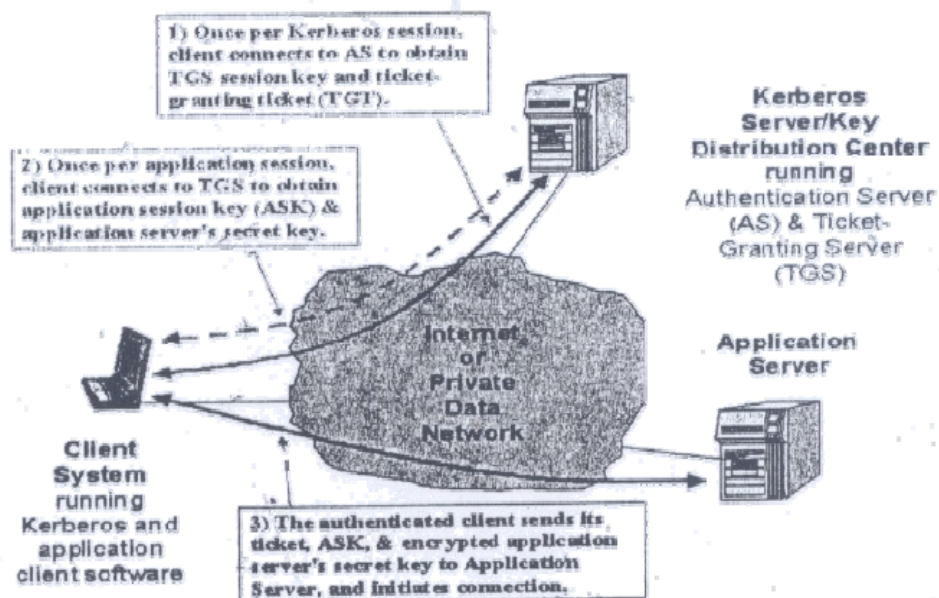 1) Once per Kerberos session,
client connects to AS to obtain
TGS session key and ticket-
granting ticket (TGT).
2) Once per application session,
client connects to TGS to obtain
application session key (ASK) &
application server's secret key.
Kerberos
Server/Key
Distribution Center
running
Authentication Server
(AS) & Ticket-
Granting Server
(TGS)
Internet
or
Private
Data
Network
Application
Server
Client
System
running
Kerberos and
application
client software
3) The authenticated client sends its
ticket, ASK, & encrypted application
server's secret key to Application
Server, and initiates connection.